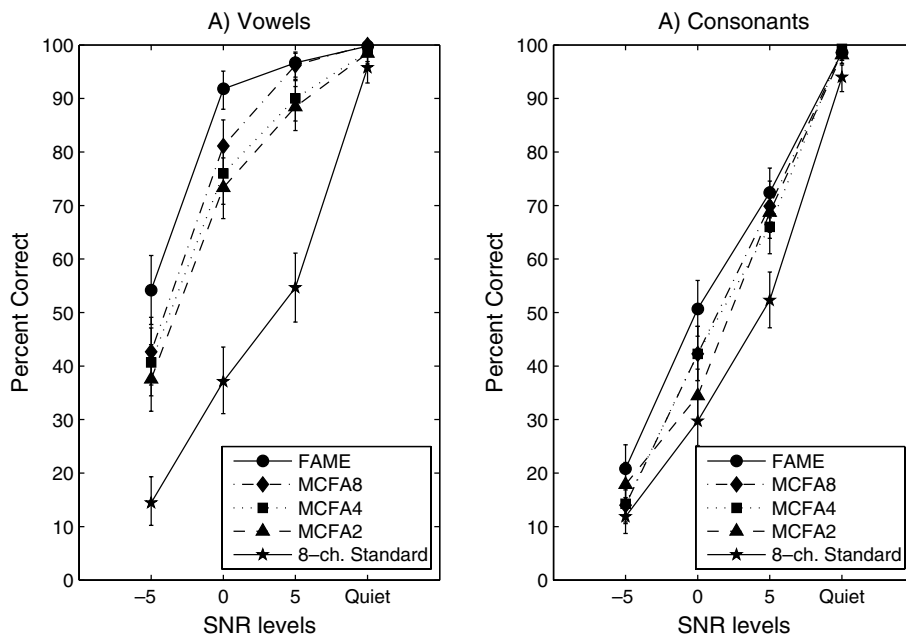 A) Vowels
100
90
80
70
60
50
40
30
20
10
0
Percent Correct
−5 0 5 Quiet
SNR levels
FAME
MCFA8
MCFA4
MCFA2
8−ch. Standard
A) Consonants
100
90
80
70
60
50
40
30
20
10
0
Percent Correct
−5 0 5 Quiet
SNR levels
FAME
MCFA8
MCFA4
MCFA2
8−ch. Standard